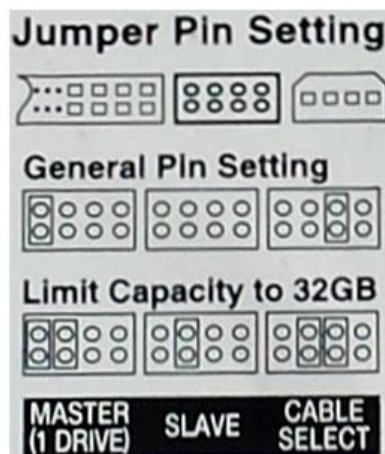 Jumper Pin Setting
General Pin Setting
Limit Capacity to 32GB
MASTER SLAVE CABLE
(1 DRIVE) SELECT